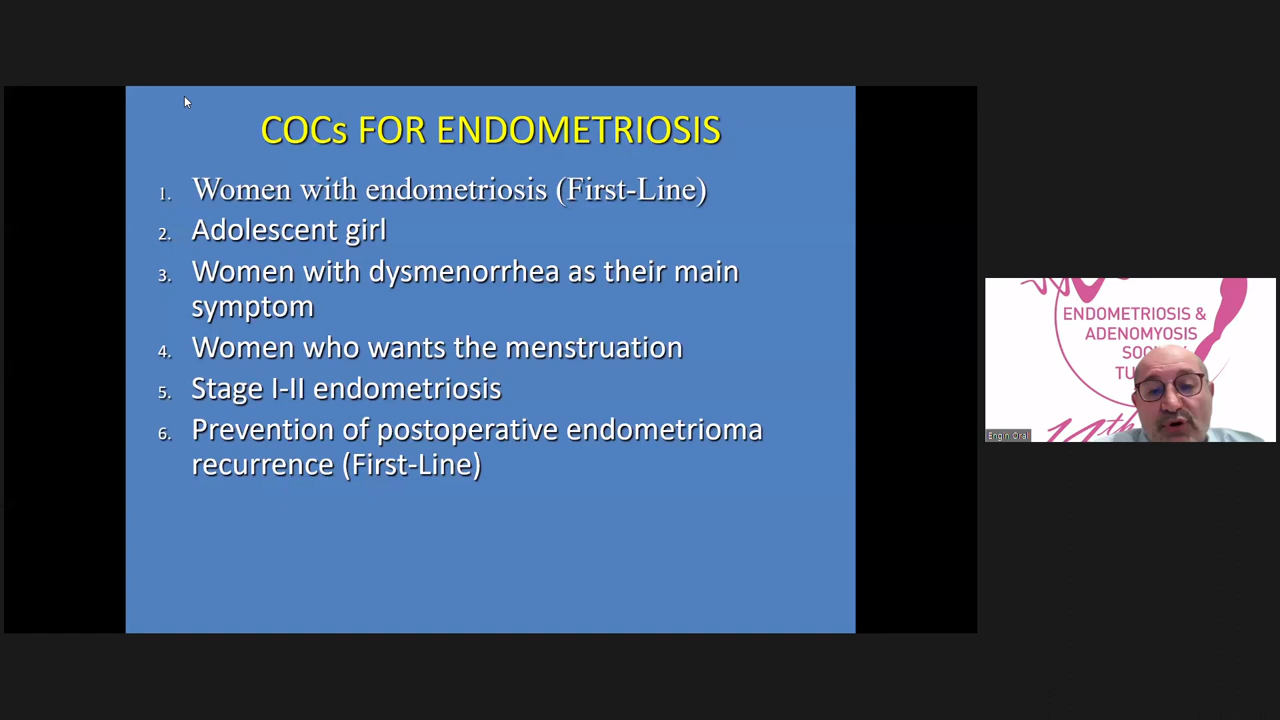 COCs FOR ENDOMETRIOSIS
1. Women with endometriosis (First-Line)
2. Adolescent girl
3. Women with dysmenorrhea as their main
symptom
4. Women who wants the menstruation
5. Stage I-II endometriosis
6. Prevention of postoperative endometrioma
recurrence (First-Line)
ENDOMETRIOSIS &
ADENOMYOSIS
Engin Oral